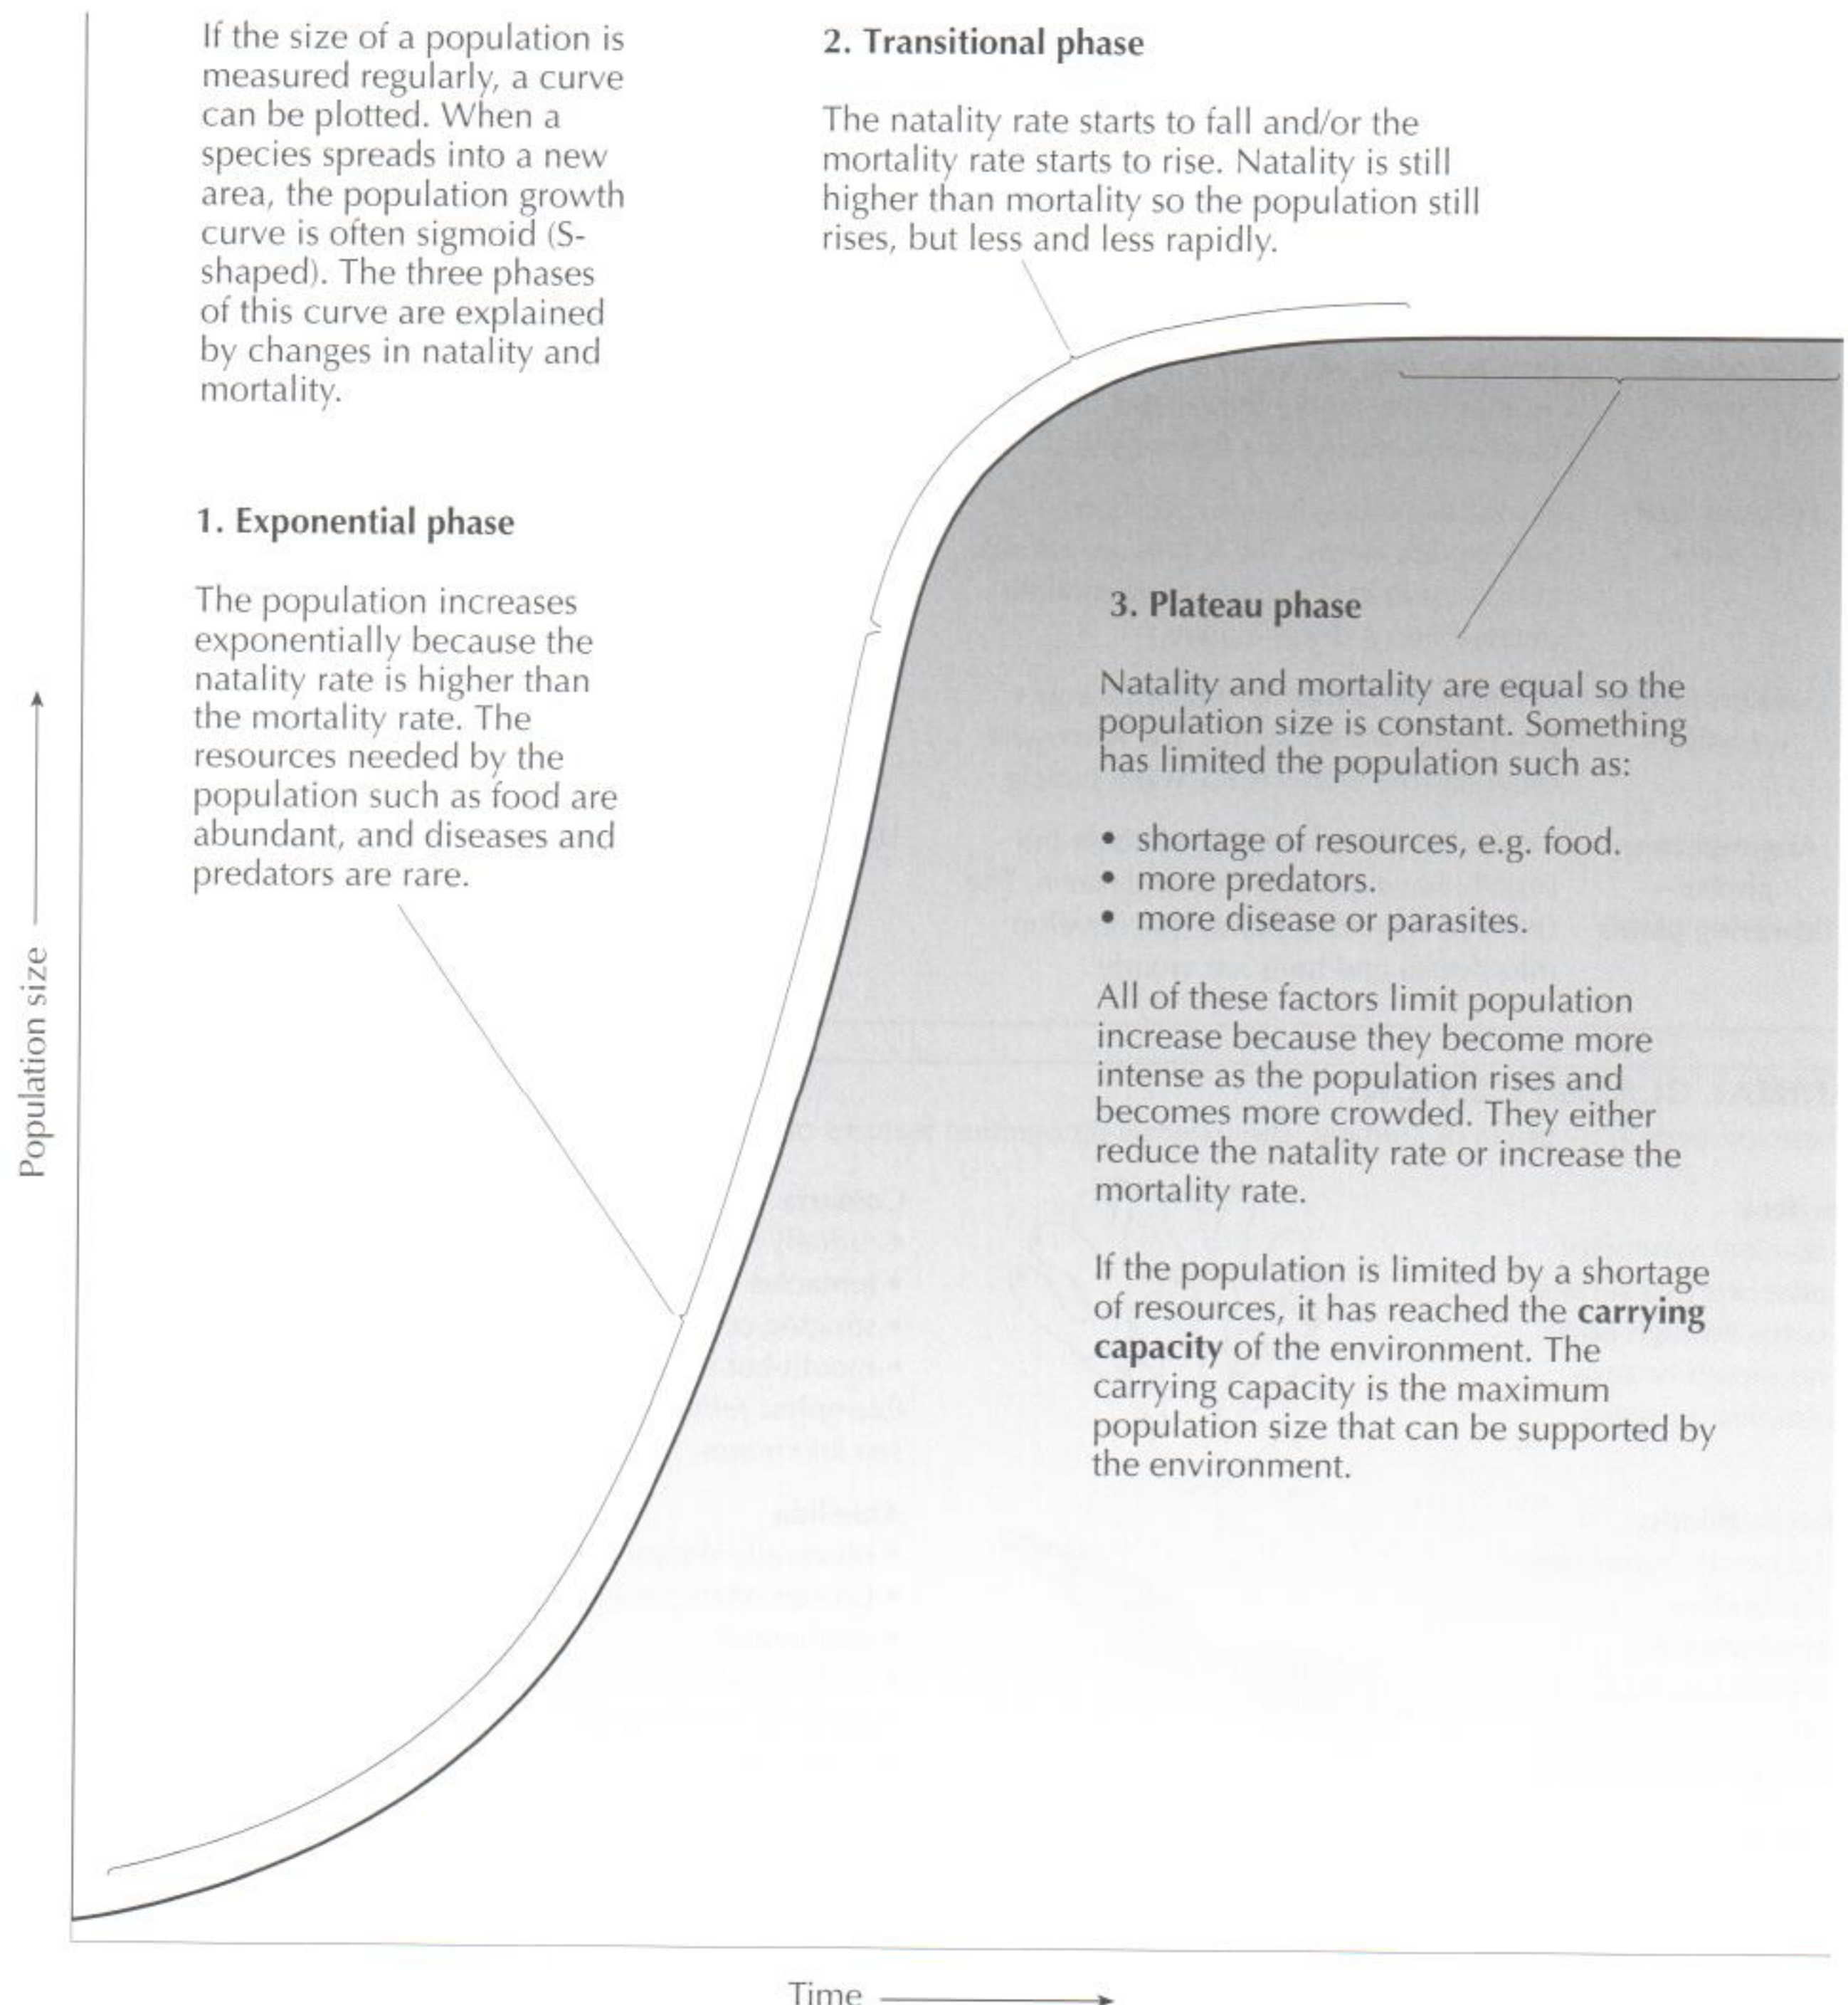 If the size of a population is
measured regularly, a curve
can be plotted. When a
species spreads into a new
area, the population growth
curve is often sigmoid (S-
shaped). The three phases
of this curve are explained
by changes in natality and
mortality.
2. Transitional phase
The natality rate starts to fall and/or the
mortality rate starts to rise. Natality is still
higher than mortality so the population still
rises, but less and less rapidly.
1. Exponential phase
The population increases
exponentially because the
natality rate is higher than
the mortality rate. The
resources needed by the
population such as food are
abundant, and diseases and
predators are rare.
3. Plateau phase
Natality and mortality are equal so the
population size is constant. Something
has limited the population such as:
• shortage of resources, e.g. food.
• more predators.
• more disease or parasites.
All of these factors limit population
increase because they become more
intense as the population rises and
becomes more crowded. They either
reduce the natality rate or increase the
mortality rate.
If the population is limited by a shortage
of resources, it has reached the carrying
capacity of the environment. The
carrying capacity is the maximum
population size that can be supported by
the environment.
Population size
Time